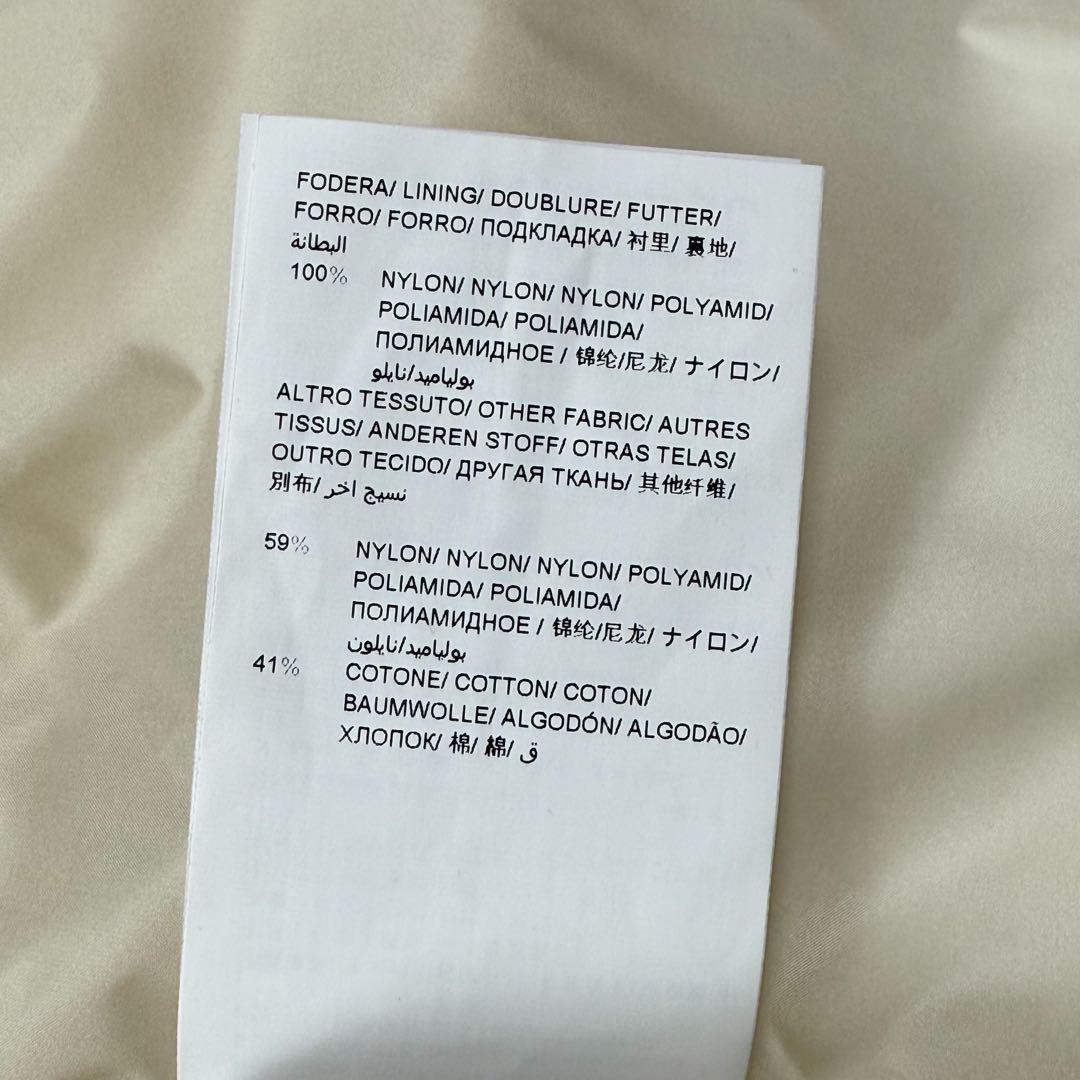 FODERA/ LINING/ DOUBLURE/ FUTTER/
FORRO/ FORRO/ ПОДКЛАДКА/ 衬里/ 裏地/
البطانة
100% NYLON/ NYLON/ NYLON/ POLYAMID/
POLIAMIDA/ POLIAMIDA/
ПОЛИАМИДНОЕ / 锦纶/尼龙/ ナイロン/
بولياميد/نايلو
ALTRO TESSUTO/ OTHER FABRIC/ AUTRES
TISSUS/ ANDEREN STOFF/ OTRAS TELAS/
OUTRO TECIDO/ ДРУГАЯ ТКАНЬ/ 其他纤维/
別布/ نسيج اخر
59% NYLON/ NYLON/ NYLON/ POLYAMID/
POLIAMIDA/ POLIAMIDA/
ПОЛИАМИДНОЕ / 锦纶/尼龙/ ナイロン/
بولياميد/نايلون
41% COTONE/ COTTON/ COTON/
BAUMWOLLE/ ALGODÓN/ ALGODÃO/
ХЛОПОК/ 棉/ 綿/ ق